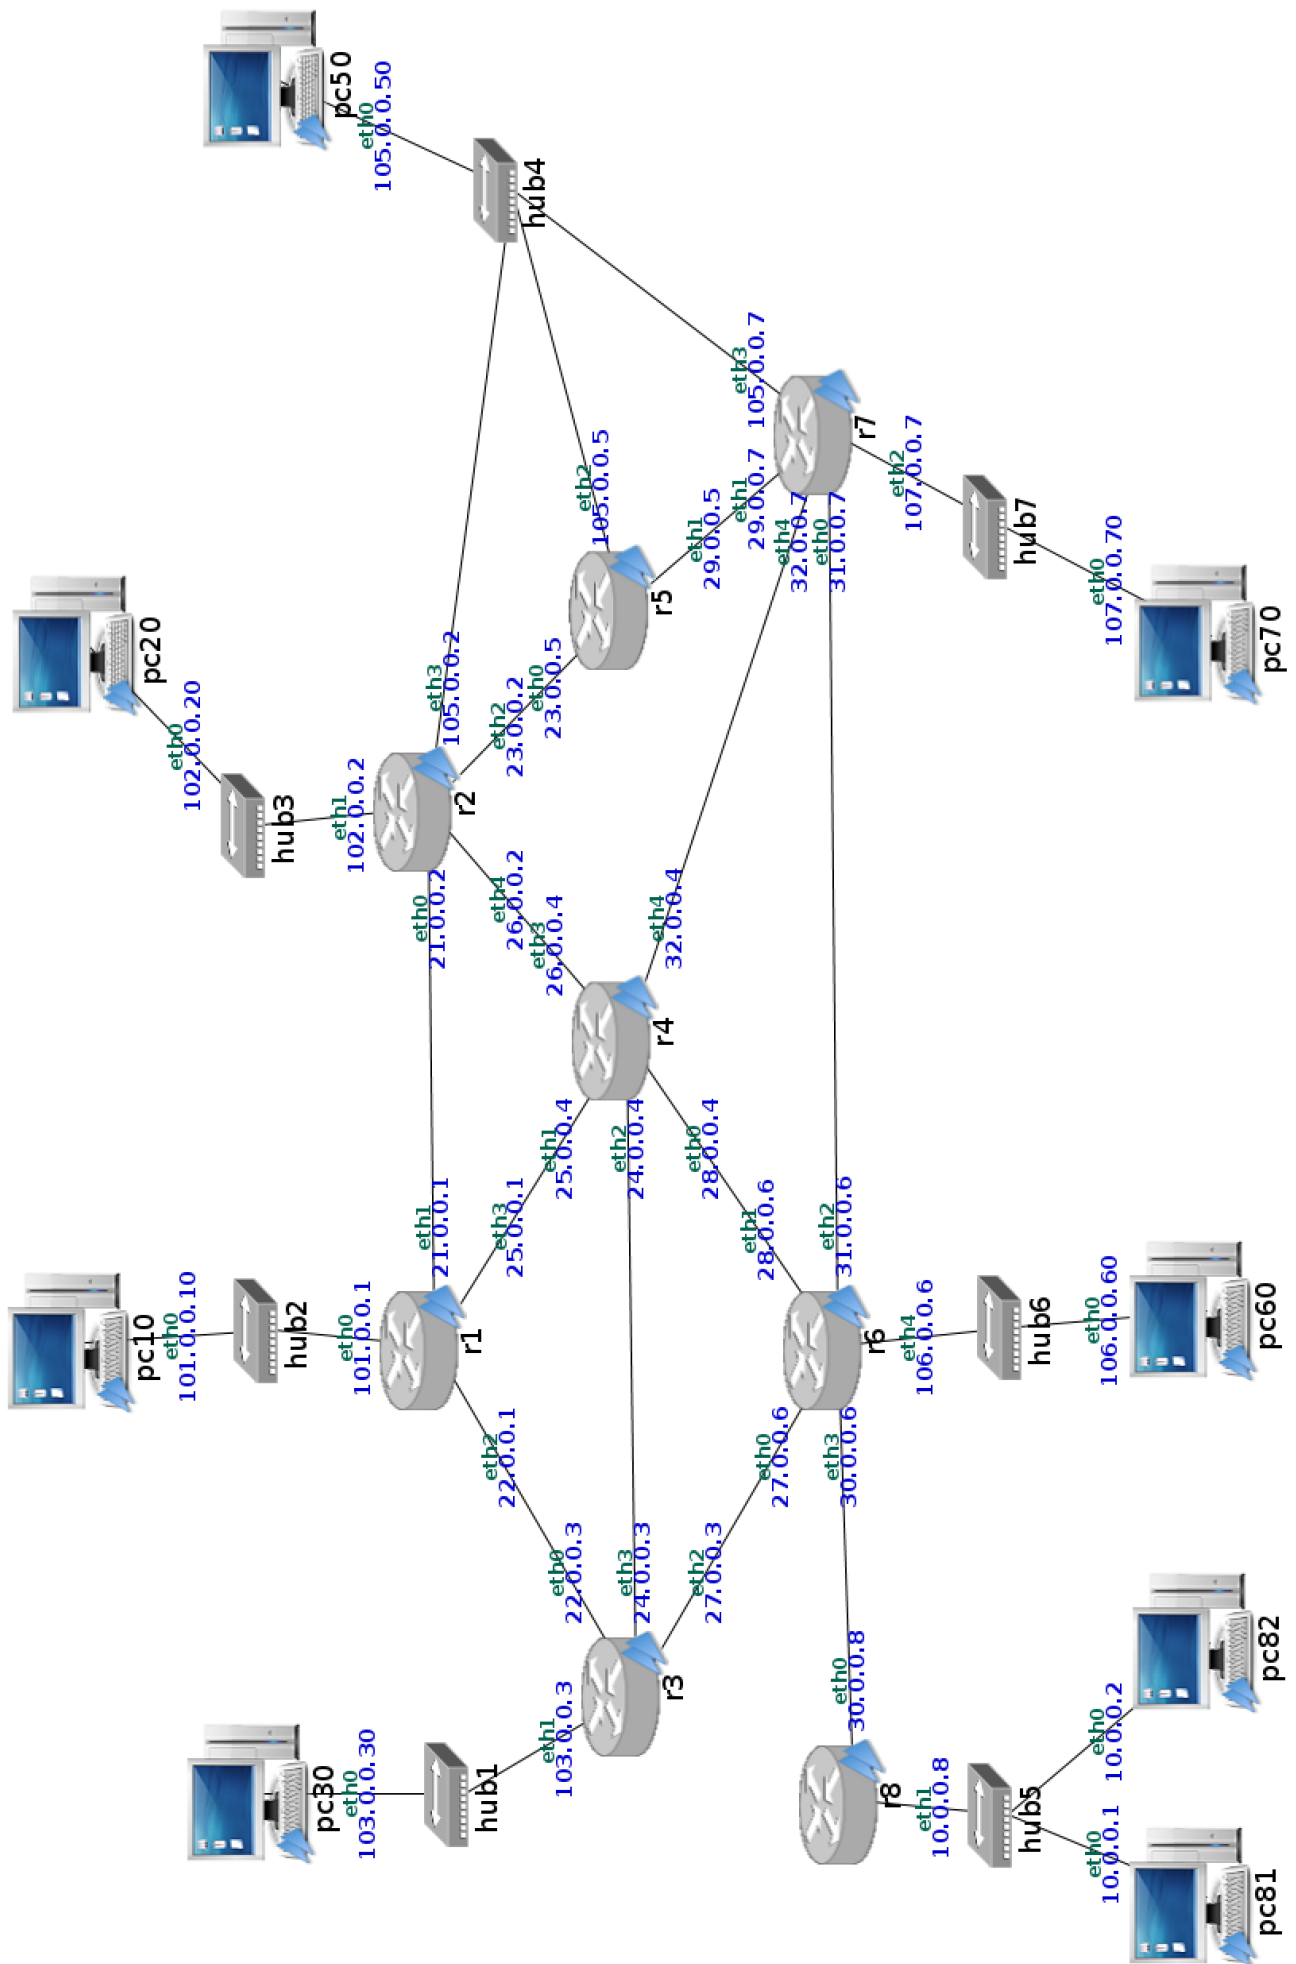 pc30
eth0
103.0.0.30
hub1
eth1
103.0.0.3
r3
eth0
22.0.0.3
eth3
24.0.0.3
eth2
27.0.0.3
pc10
eth0
101.0.0.10
hub2
eth0
101.0.0.1
r1
eth1
21.0.0.1
eth3
25.0.0.1
eth2
22.0.0.1
pc20
eth0
102.0.0.20
hub3
eth1
102.0.0.2
r2
eth0
21.0.0.2
eth3
105.0.0.2
eth2
23.0.0.2
eth4
26.0.0.2
eth3
26.0.0.4
r4
eth1
25.0.0.4
eth2
24.0.0.4
eth0
28.0.0.4
eth4
32.0.0.4
eth0
23.0.0.5
r5
eth2
105.0.0.5
eth1
29.0.0.5
pc50
eth0
105.0.0.50
hub4
eth3
105.0.0.7
eth1
29.0.0.7
eth4
32.0.0.7
eth0
31.0.0.7
r7
eth2
107.0.0.7
hub7
eth0
107.0.0.70
pc70
eth1
28.0.0.6
eth2
31.0.0.6
eth0
27.0.0.6
eth3
30.0.0.6
r6
eth4
106.0.0.6
hub6
eth0
106.0.0.60
pc60
eth0
30.0.0.8
r8
eth1
10.0.0.8
hub5
eth0
10.0.0.1
pc81
eth0
10.0.0.2
pc82